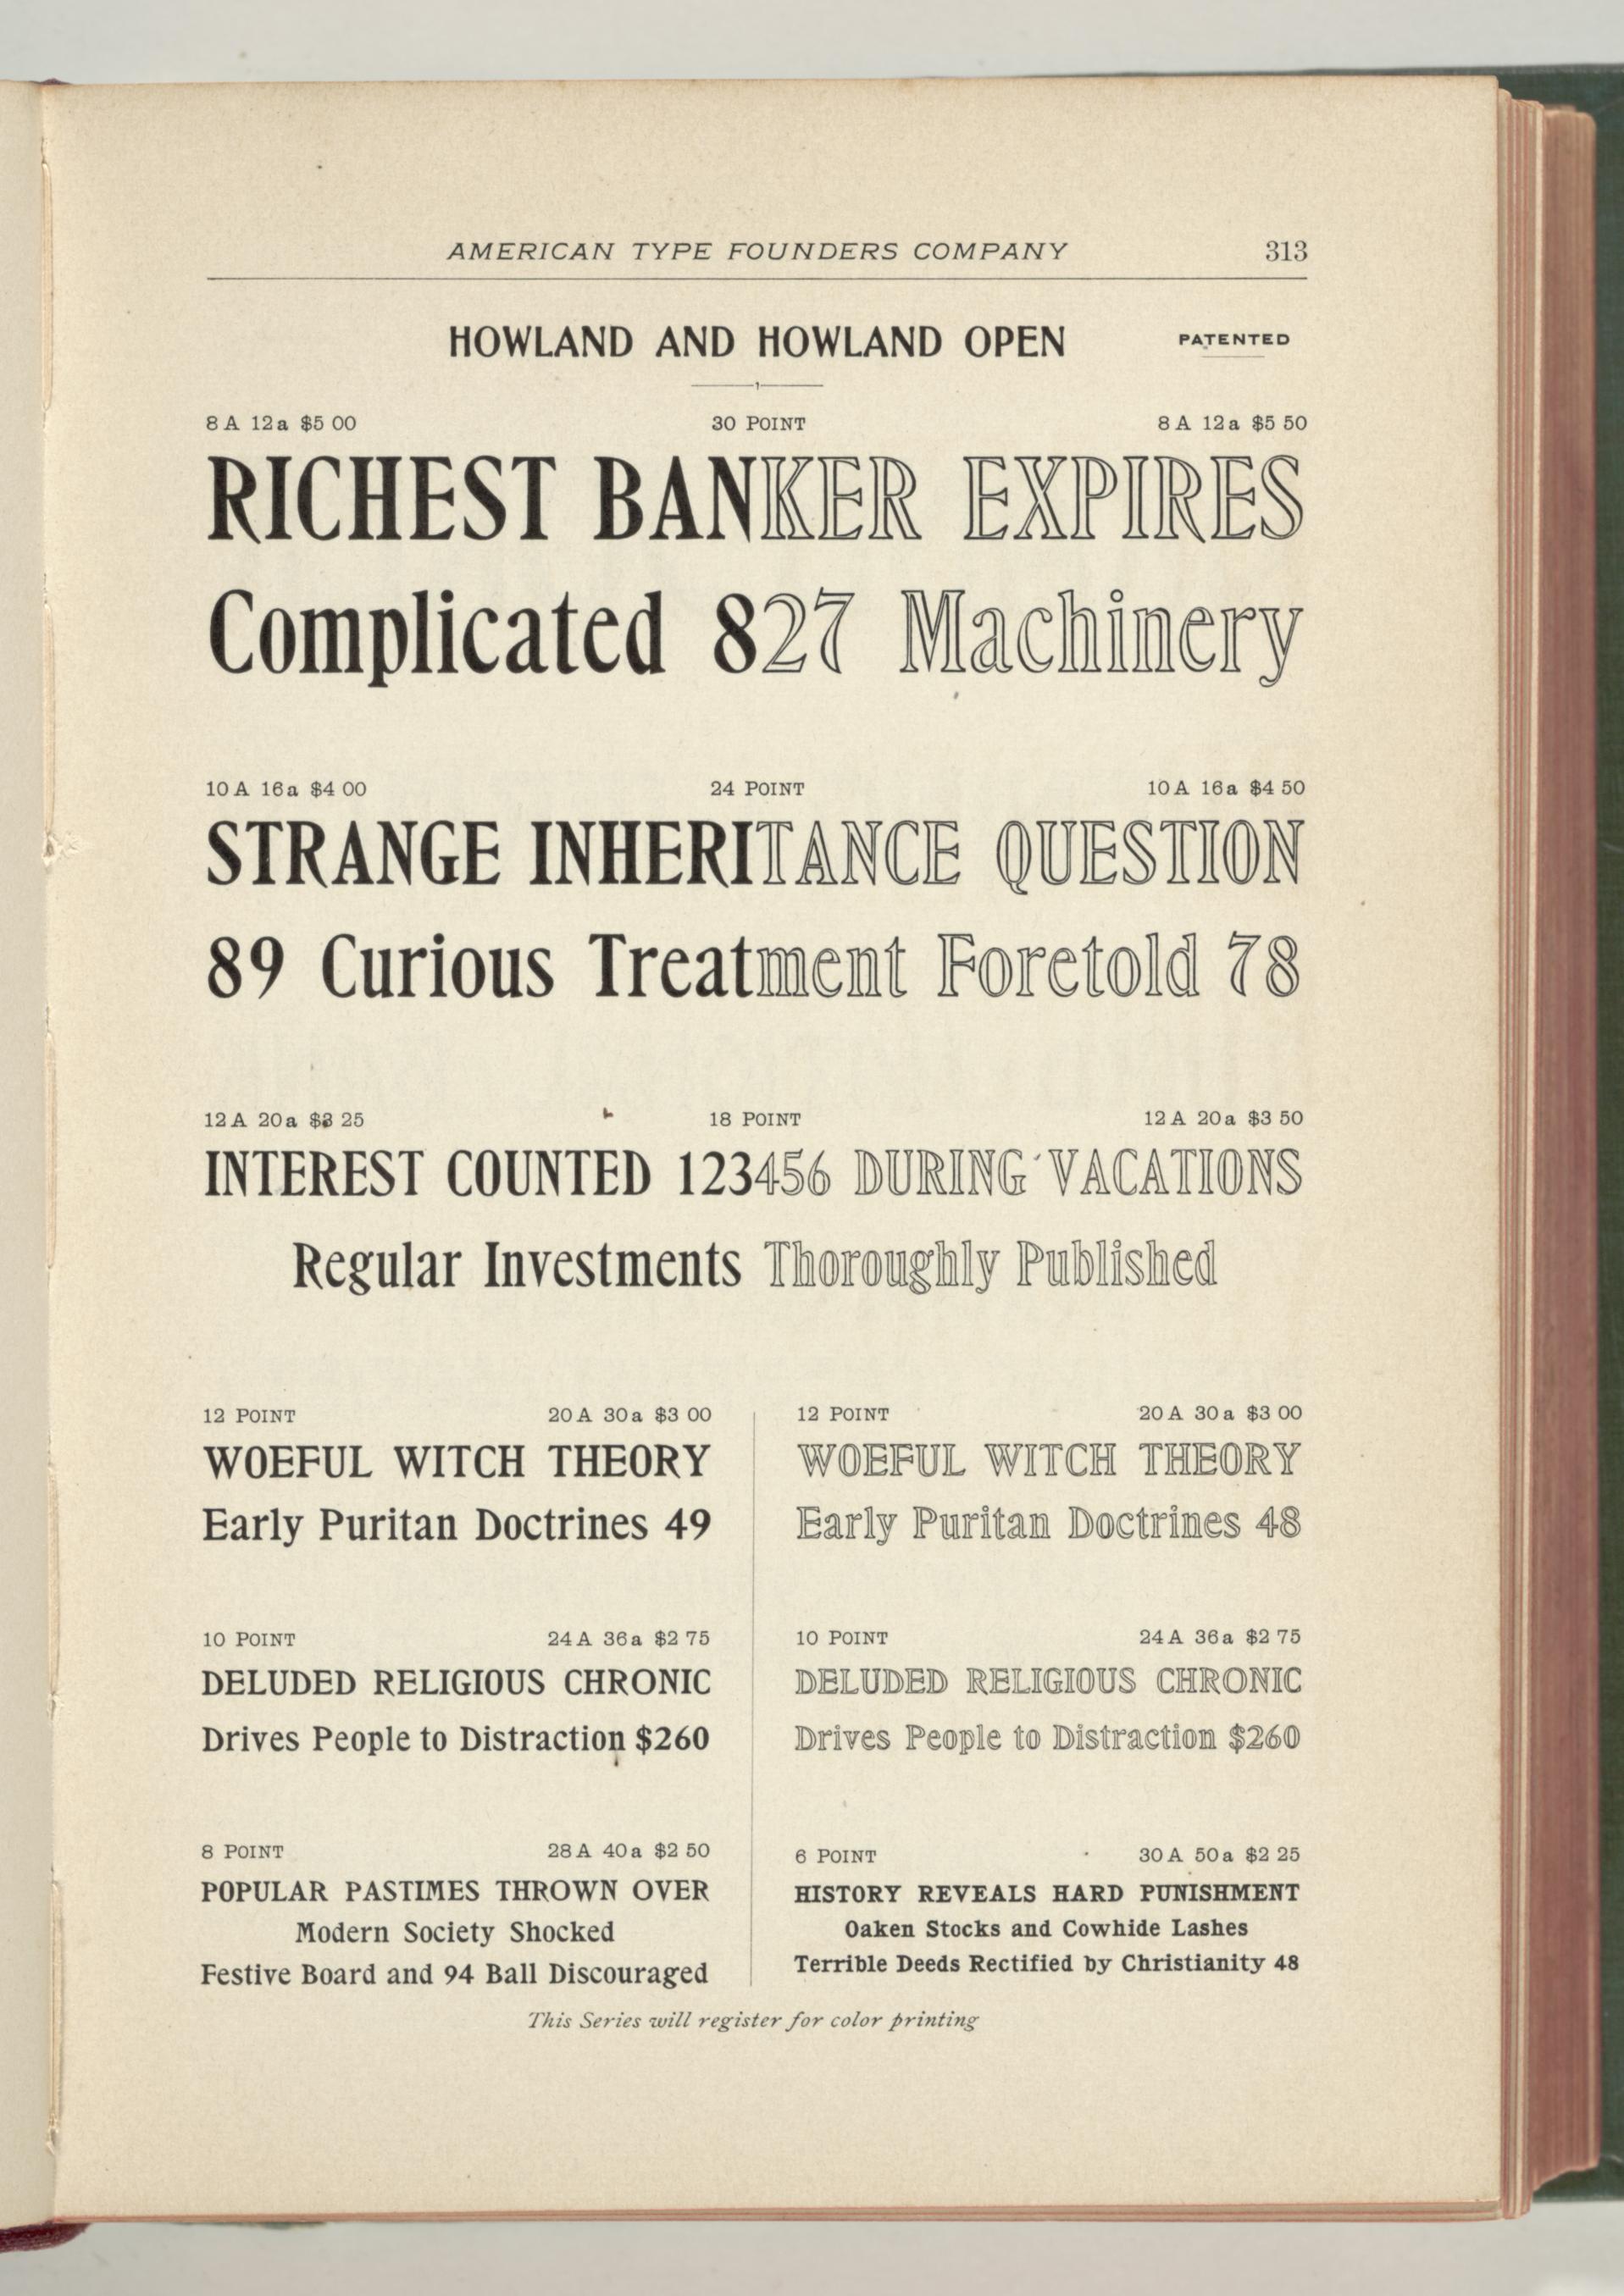 AMERICAN TYPE FOUNDERS COMPANY 313
HOWLAND AND HOWLAND OPEN PATENTED
8 A 12 a $5 00 30 POINT 8 A 12 a $5 50
RICHEST BANKER EXPIRES
Complicated 827 Machinery
10 A 16 a $4 00 24 POINT 10 A 16 a $4 50
STRANGE INHERITANCE QUESTION
89 Curious Treatment Foretold 78
12 A 20 a $3 25 18 POINT 12 A 20 a $3 50
INTEREST COUNTED 123456 DURING VACATIONS
Regular Investments Thoroughly Published
12 POINT 20 A 30 a $3 00
WOEFUL WITCH THEORY
Early Puritan Doctrines 49
10 POINT 24 A 36 a $2 75
DELUDED RELIGIOUS CHRONIC
Drives People to Distraction $260
8 POINT 28 A 40 a $2 50
POPULAR PASTIMES THROWN OVER
Modern Society Shocked
Festive Board and 94 Ball Discouraged
12 POINT 20 A 30 a $3 00
WOEFUL WITCH THEORY
Early Puritan Doctrines 48
10 POINT 24 A 36 a $2 75
DELUDED RELIGIOUS CHRONIC
Drives People to Distraction $260
6 POINT 30 A 50 a $2 25
HISTORY REVEALS HARD PUNISHMENT
Oaken Stocks and Cowhide Lashes
Terrible Deeds Rectified by Christianity 48
This Series will register for color printing